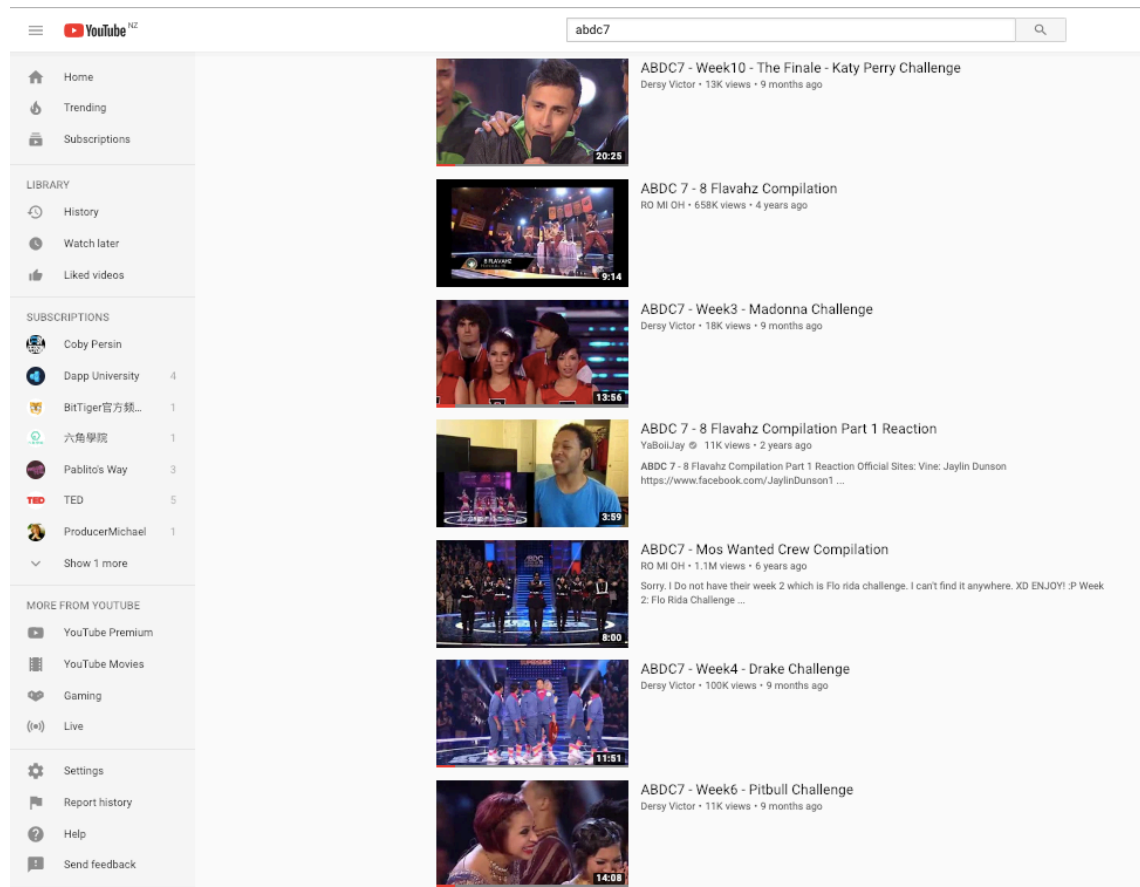 YouTube NZ
abdc7
Home
Trending
Subscriptions
LIBRARY
History
Watch later
Liked videos
SUBSCRIPTIONS
Coby Persin
Dapp University 4
BitTiger官方頻... 1
六角學院 1
Pablito's Way 3
TED TED 5
ProducerMichael 1
Show 1 more
MORE FROM YOUTUBE
YouTube Premium
YouTube Movies
Gaming
Live
Settings
Report history
Help
Send feedback
20:25
ABDC7 - Week10 - The Finale - Katy Perry Challenge
Dersy Victor • 13K views • 9 months ago
8 FLAVAHZ
9:14
ABDC 7 - 8 Flavahz Compilation
RO MI OH • 658K views • 4 years ago
13:56
ABDC7 - Week3 - Madonna Challenge
Dersy Victor • 18K views • 9 months ago
3:59
ABDC 7 - 8 Flavahz Compilation Part 1 Reaction
YaBoiiJay 11K views • 2 years ago
ABDC 7 - 8 Flavahz Compilation Part 1 Reaction Official Sites: Vine: Jaylin Dunson
https://www.facebook.com/JaylinDunson1 ...
8:00
ABDC7 - Mos Wanted Crew Compilation
RO MI OH • 1.1M views • 6 years ago
Sorry. I Do not have their week 2 which is Flo rida challenge. I can't find it anywhere. XD ENJOY! :P Week
2: Flo Rida Challenge ...
11:51
ABDC7 - Week4 - Drake Challenge
Dersy Victor • 100K views • 9 months ago
14:08
ABDC7 - Week6 - Pitbull Challenge
Dersy Victor • 11K views • 9 months ago